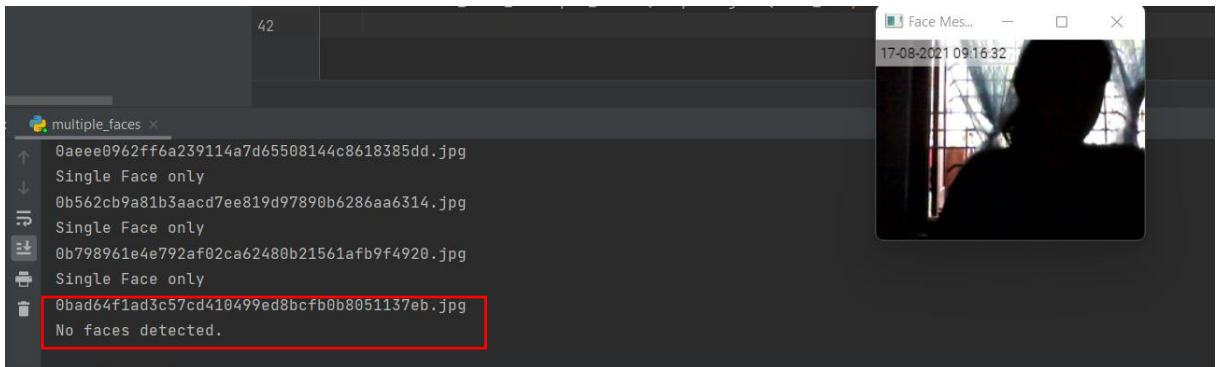 42
Face Mes...
17-08-2021 09:16:32
multiple_faces
0aeee0962ff6a239114a7d65508144c8618385dd.jpg
Single Face only
0b562cb9a81b3aacd7ee819d97890b6286aa6314.jpg
Single Face only
0b798961e4e792af02ca62480b21561afb9f4920.jpg
Single Face only
0bad64f1ad3c57cd410499ed8bcfb0b8051137eb.jpg
No faces detected.